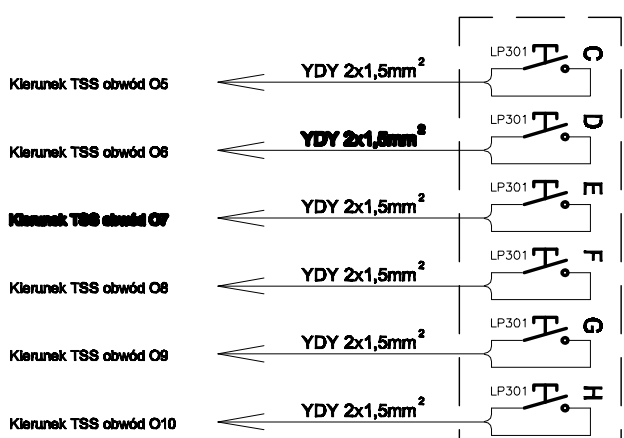 LP301 C
Kierunek TSS obwód O5 YDY 2x1,5mm²
LP301 D
Kierunek TSS obwód O6 YDY 2x1,5mm²
LP301 E
Kierunek TSS obwód O7 YDY 2x1,5mm²
LP301 F
Kierunek TSS obwód O8 YDY 2x1,5mm²
LP301 G
Kierunek TSS obwód O9 YDY 2x1,5mm²
LP301 H
Kierunek TSS obwód O10 YDY 2x1,5mm²